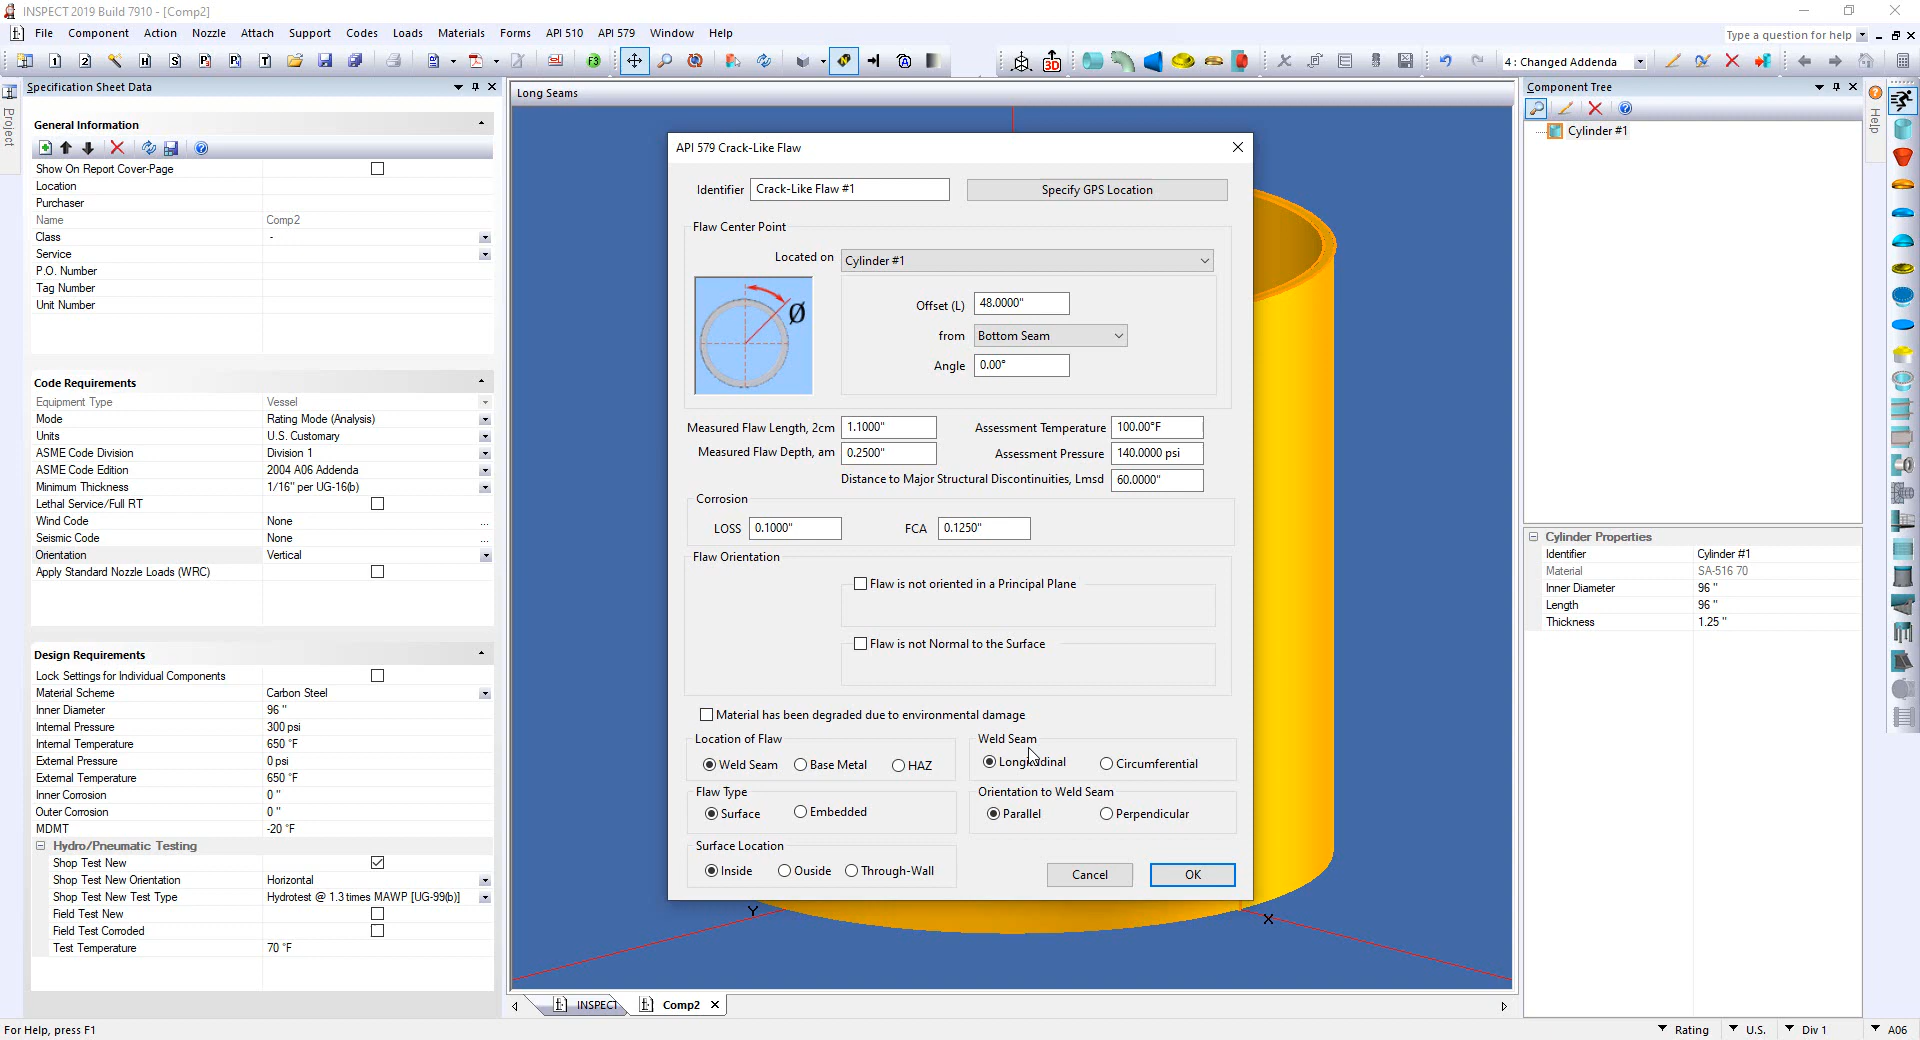 INSPECT 2019 Build 7910 - [Comp2]
File Component Action Nozzle Attach Support Codes Loads Materials Forms API 510 API 579 Window Help
Type a question for help
4 : Changed Addenda
Specification Sheet Data
Project
General Information
Show On Report Cover-Page
Location
Purchaser
Name Comp2
Class -
Service
P.O. Number
Tag Number
Unit Number
Code Requirements
Equipment Type Vessel
Mode Rating Mode (Analysis)
Units U.S. Customary
ASME Code Division Division 1
ASME Code Edition 2004 A06 Addenda
Minimum Thickness 1/16" per UG-16(b)
Lethal Service/Full RT
Wind Code None ...
Seismic Code None ...
Orientation Vertical
Apply Standard Nozzle Loads (WRC)
Design Requirements
Lock Settings for Individual Components
Material Scheme Carbon Steel
Inner Diameter 96 "
Internal Pressure 300 psi
Internal Temperature 650 °F
External Pressure 0 psi
External Temperature 650 °F
Inner Corrosion 0 "
Outer Corrosion 0 "
MDMT -20 °F
Hydro/Pneumatic Testing
Shop Test New
Shop Test New Orientation Horizontal
Shop Test New Test Type Hydrotest @ 1.3 times MAWP [UG-99(b)]
Field Test New
Field Test Corroded
Test Temperature 70 °F
Long Seams
API 579 Crack-Like Flaw
Identifier Crack-Like Flaw #1 Specify GPS Location
Flaw Center Point
Located on Cylinder #1
Ø
Offset (L) 48.0000"
from Bottom Seam
Angle 0.00°
Measured Flaw Length, 2cm 1.1000" Assessment Temperature 100.00°F
Measured Flaw Depth, am 0.2500" Assessment Pressure 140.0000 psi
Distance to Major Structural Discontinuities, Lmsd 60.0000"
Corrosion
LOSS 0.1000" FCA 0.1250"
Flaw Orientation
Flaw is not oriented in a Principal Plane
Flaw is not Normal to the Surface
Material has been degraded due to environmental damage
Location of Flaw
Weld Seam Base Metal HAZ
Weld Seam
Longitudinal Circumferential
Flaw Type
Surface Embedded
Orientation to Weld Seam
Parallel Perpendicular
Surface Location
Inside Ouside Through-Wall
Cancel OK
Y X
INSPECT Comp2
Component Tree
Cylinder #1
Help
Cylinder Properties
Identifier Cylinder #1
Material SA-516 70
Inner Diameter 96 "
Length 96 "
Thickness 1.25 "
For Help, press F1
Rating U.S. Div 1 A06